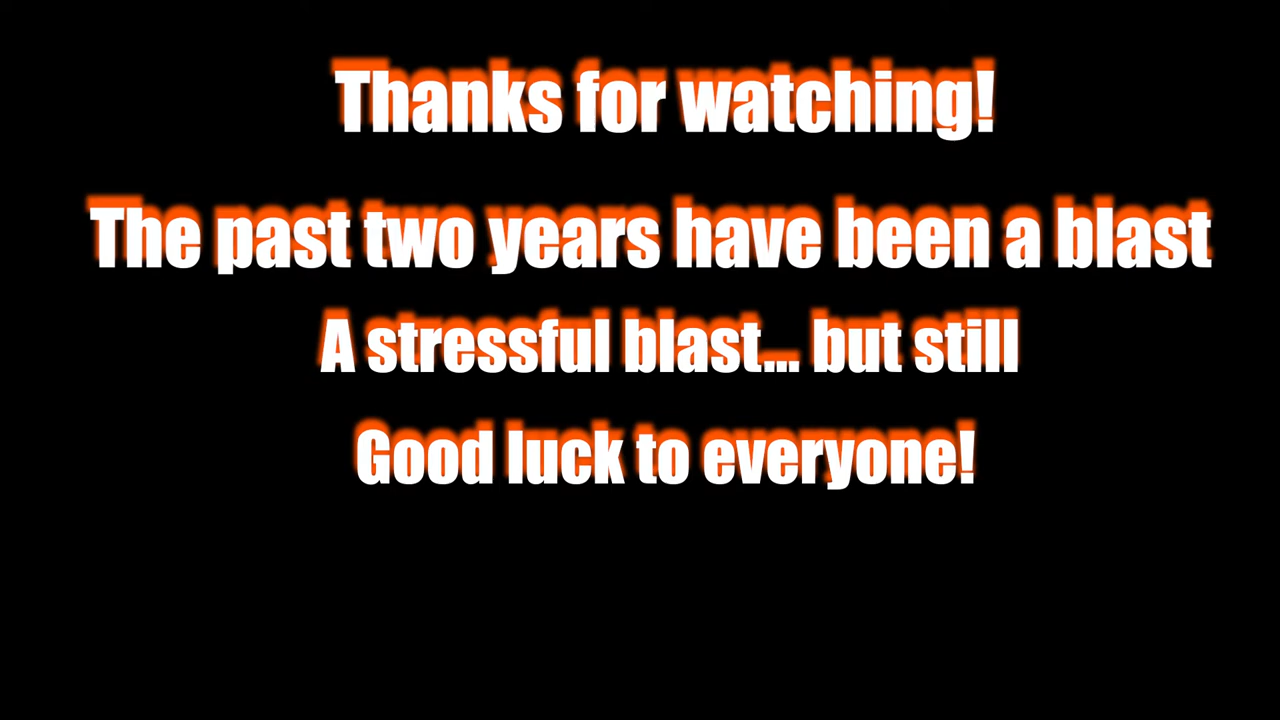 Thanks for watching!
The past two years have been a blast
A stressful blast... but still
Good luck to everyone!